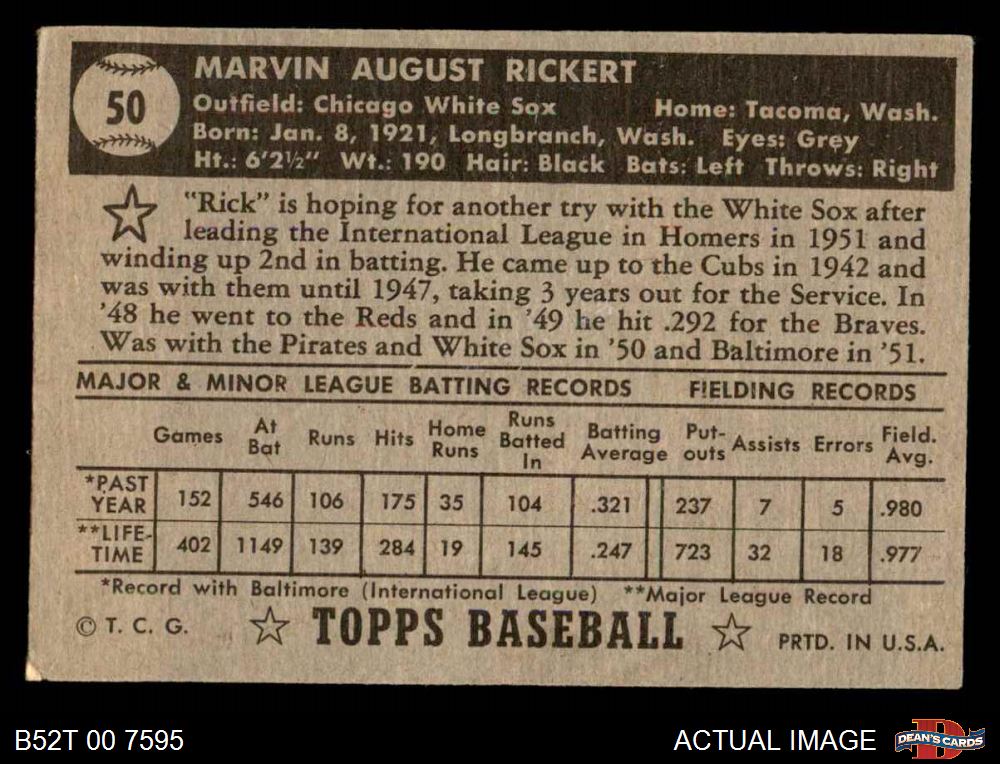 50
MARVIN AUGUST RICKERT
Outfield: Chicago White Sox Home: Tacoma, Wash.
Born: Jan. 8, 1921, Longbranch, Wash. Eyes: Grey
Ht.: 6'2½" Wt.: 190 Hair: Black Bats: Left Throws: Right
"Rick" is hoping for another try with the White Sox after
leading the International League in Homers in 1951 and
winding up 2nd in batting. He came up to the Cubs in 1942 and
was with them until 1947, taking 3 years out for the Service. In
'48 he went to the Reds and in '49 he hit .292 for the Braves.
Was with the Pirates and White Sox in '50 and Baltimore in '51.
MAJOR & MINOR LEAGUE BATTING RECORDS FIELDING RECORDS
Games At Bat Runs Hits Home Runs Runs Batted In Batting Average Put-outs Assists Errors Field. Avg.
*PAST YEAR 152 546 106 175 35 104 .321 237 7 5 .980
**LIFE-TIME 402 1149 139 284 19 145 .247 723 32 18 .977
*Record with Baltimore (International League) **Major League Record
© T. C. G. TOPPS BASEBALL PRTD. IN U.S.A.
B52T 00 7595 ACTUAL IMAGE DEAN'S CARDS